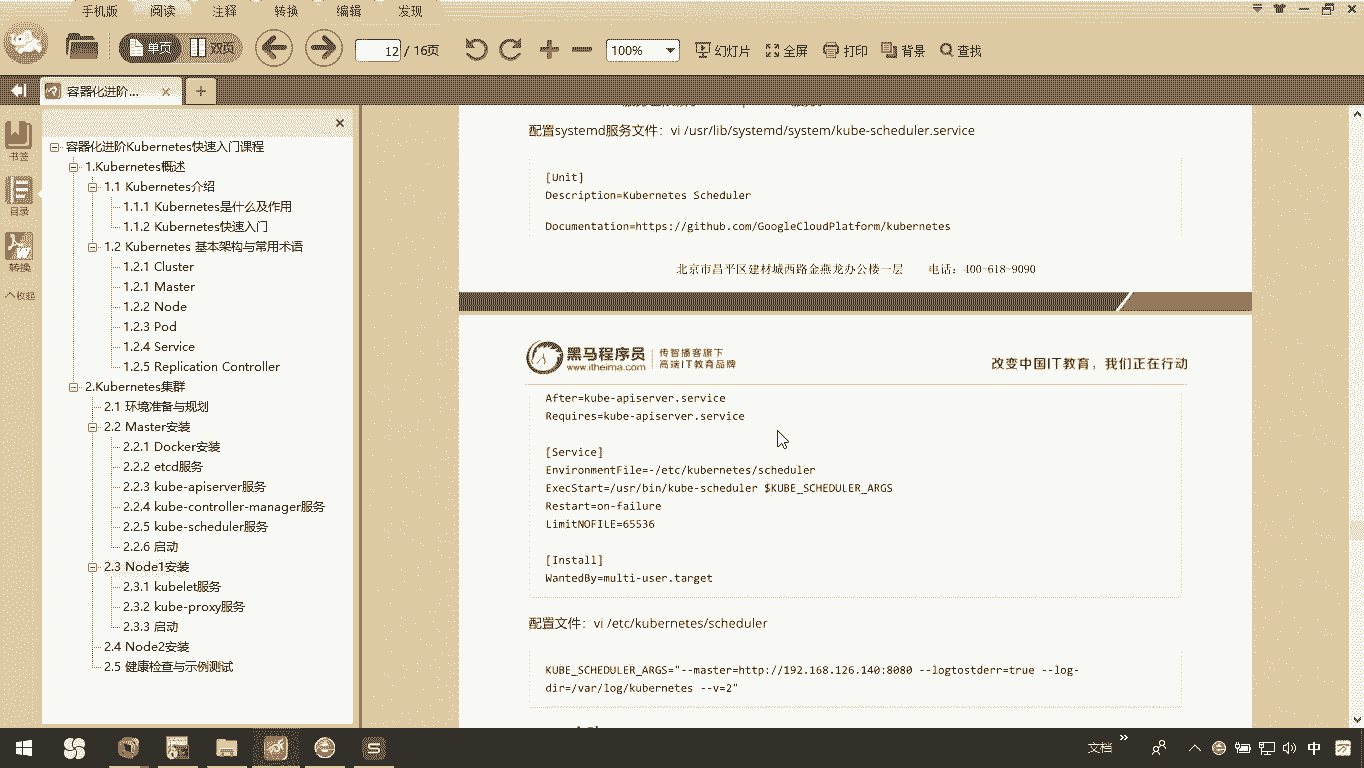 手机版 阅读 注释 转换 编辑 发现
单页 双页 12 / 16页 100% 幻灯片 全屏 打印 背景 查找
容器化进阶...
书签
目录
转换
收起
容器化进阶Kubernetes快速入门课程
1.Kubernetes概述
1.1 Kubernetes介绍
1.1.1 Kubernetes是什么及作用
1.1.2 Kubernetes快速入门
1.2 Kubernetes 基本架构与常用术语
1.2.1 Cluster
1.2.1 Master
1.2.2 Node
1.2.3 Pod
1.2.4 Service
1.2.5 Replication Controller
2.Kubernetes集群
2.1 环境准备与规划
2.2 Master安装
2.2.1 Docker安装
2.2.2 etcd服务
2.2.3 kube-apiserver服务
2.2.4 kube-controller-manager服务
2.2.5 kube-scheduler服务
2.2.6 启动
2.3 Node1安装
2.3.1 kubelet服务
2.3.2 kube-proxy服务
2.3.3 启动
2.4 Node2安装
2.5 健康检查与示例测试
配置systemd服务文件：vi /usr/lib/systemd/system/kube-scheduler.service
[Unit]
Description=Kubernetes Scheduler
Documentation=https://github.com/GoogleCloudPlatform/kubernetes
北京市昌平区建材城西路金燕龙办公楼一层 电话：400-618-9090
黑马程序员 传智播客旗下
www.itheima.com 高端IT教育品牌
改变中国IT教育，我们正在行动
After=kube-apiserver.service
Requires=kube-apiserver.service
[Service]
EnvironmentFile=-/etc/kubernetes/scheduler
ExecStart=/usr/bin/kube-scheduler $KUBE_SCHEDULER_ARGS
Restart=on-failure
LimitNOFILE=65536
[Install]
WantedBy=multi-user.target
配置文件：vi /etc/kubernetes/scheduler
KUBE_SCHEDULER_ARGS="--master=http://192.168.126.140:8080 --logtostderr=true --log-
dir=/var/log/kubernetes --v=2"
文档 中